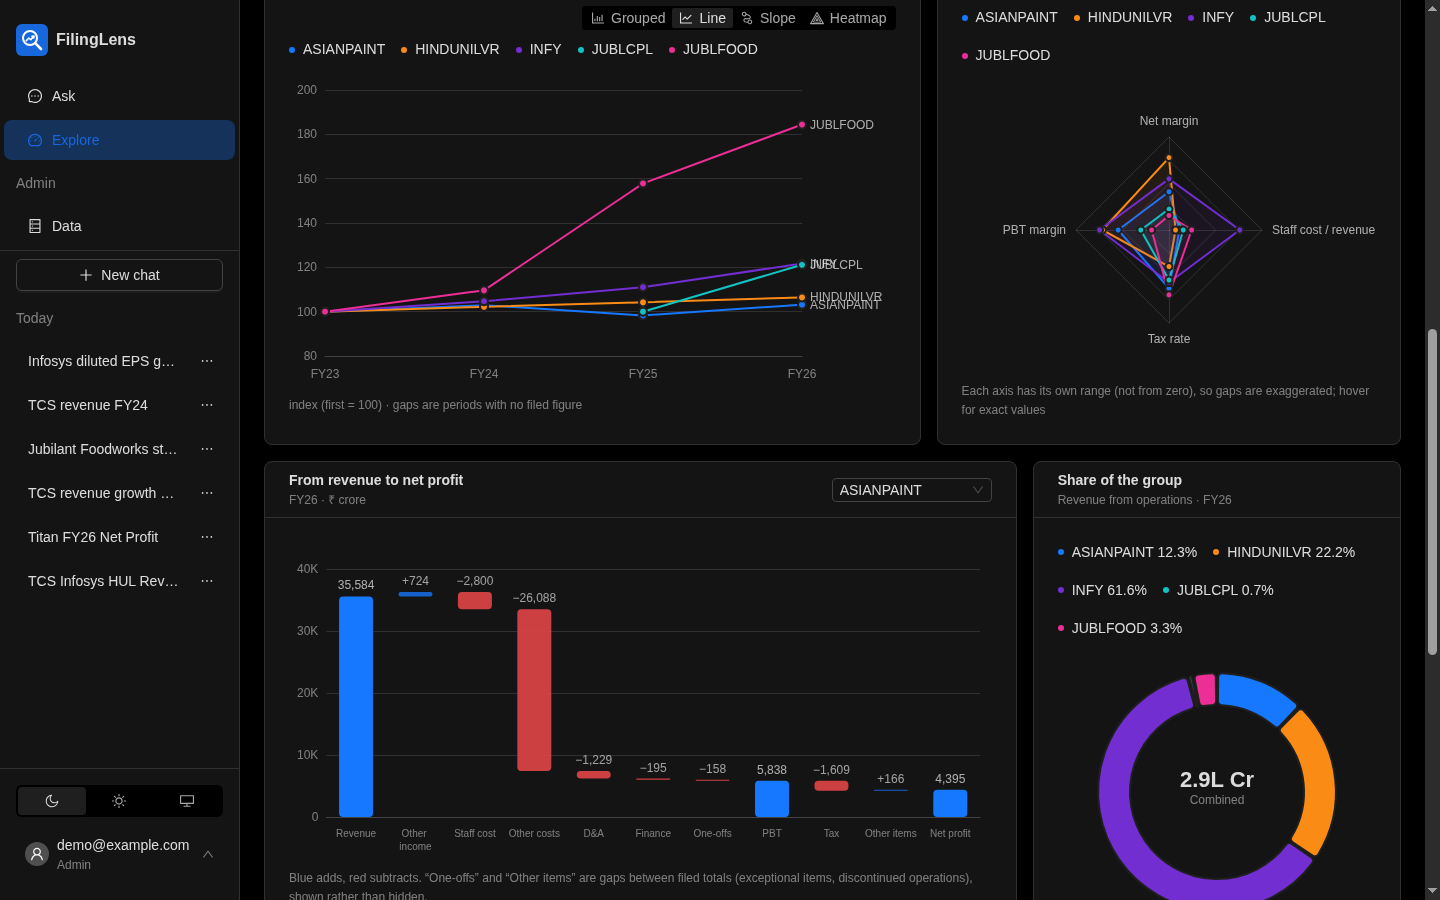 FilingLens
Ask
Explore
Admin
Data
New chat
Today
Infosys diluted EPS g...
TCS revenue FY24
Jubilant Foodworks st...
TCS revenue growth ...
Titan FY26 Net Profit
TCS Infosys HUL Rev...
demo@example.com
Admin
Grouped Line Slope Heatmap
ASIANPAINT HINDUNILVR INFY JUBLCPL JUBLFOOD
200
180
160
140
120
100
80
FY23 FY24 FY25 FY26
JUBLFOOD
INFY
JUBLCPL
HINDUNILVR
ASIANPAINT
index (first = 100) · gaps are periods with no filed figure
ASIANPAINT HINDUNILVR INFY JUBLCPL
JUBLFOOD
Net margin
PBT margin
Staff cost / revenue
Tax rate
Each axis has its own range (not from zero), so gaps are exaggerated; hover
for exact values
From revenue to net profit
FY26 · ₹ crore
ASIANPAINT
40K
30K
20K
10K
0
35,584
+724
−2,800
−26,088
−1,229
−195
−158
5,838
−1,609
+166
4,395
Revenue
Other
income
Staff cost
Other costs
D&A
Finance
One-offs
PBT
Tax
Other items
Net profit
Blue adds, red subtracts. “One-offs” and “Other items” are gaps between filed totals (exceptional items, discontinued operations),
shown rather than hidden.
Share of the group
Revenue from operations · FY26
ASIANPAINT 12.3% HINDUNILVR 22.2%
INFY 61.6% JUBLCPL 0.7%
JUBLFOOD 3.3%
2.9L Cr
Combined